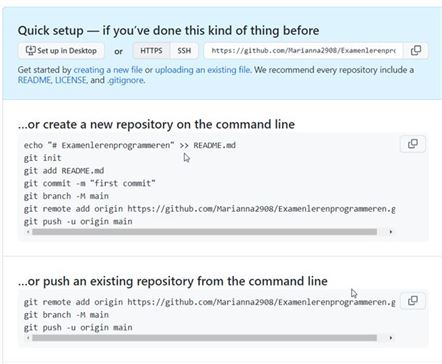 Quick setup — if you’ve done this kind of thing before
Set up in Desktop or HTTPS SSH https://github.com/Marianna2908/Examenlerenpro
Get started by creating a new file or uploading an existing file. We recommend every repository include a
README, LICENSE, and .gitignore.
…or create a new repository on the command line
echo "# Examenlerenprogrammeren" >> README.md
git init
git add README.md
git commit -m "first commit"
git branch -M main
git remote add origin https://github.com/Marianna2908/Examenlerenprogrammeren.g
git push -u origin main
…or push an existing repository from the command line
git remote add origin https://github.com/Marianna2908/Examenlerenprogrammeren.g
git branch -M main
git push -u origin main